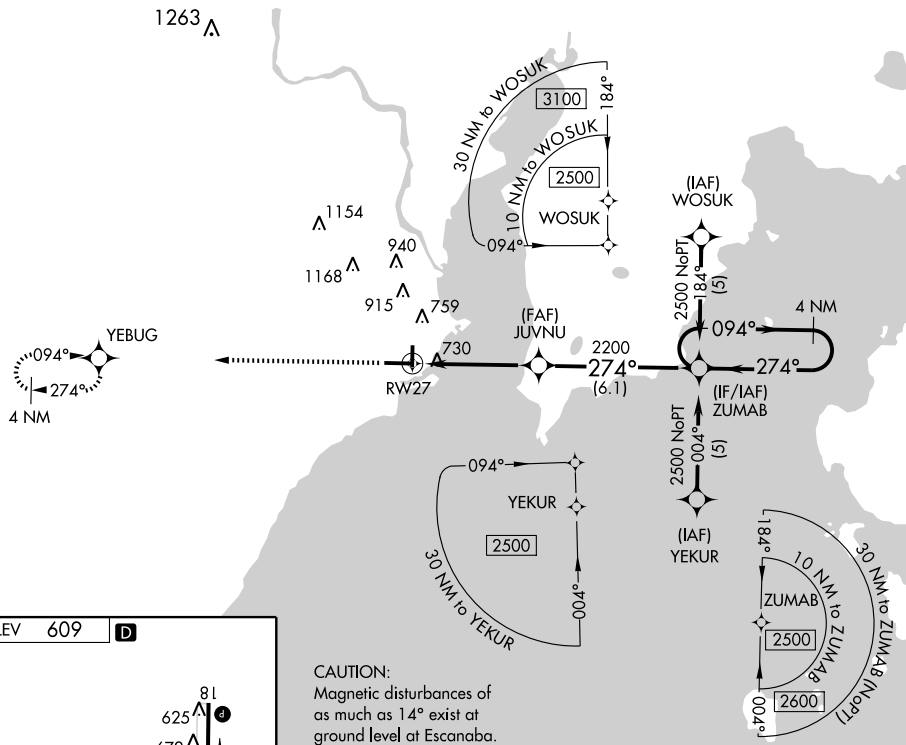 1263
30 NM to WOSUK
3100
184°
10 NM to WOSUK
2500
WOSUK
094°
(IAF)
WOSUK
2500 NoPT
184°
(5)
1154
940
1168
915
759
730
YEBUG
094°
274°
4 NM
RW27
(FAF)
JUVNU
2200
274°
(6.1)
094°
4 NM
274°
(IF/IAF)
ZUMAB
2500 NoPT
004°
(5)
(IAF)
YEKUR
094°
YEKUR
2500
30 NM to YEKUR
004°
184°
30 NM to ZUMAB (NoPT)
10 NM to ZUMAB
ZUMAB
2500
2600
004°
LEV 609 D
18
625
P
CAUTION:
Magnetic disturbances of
as much as 14° exist at
ground level at Escanaba.